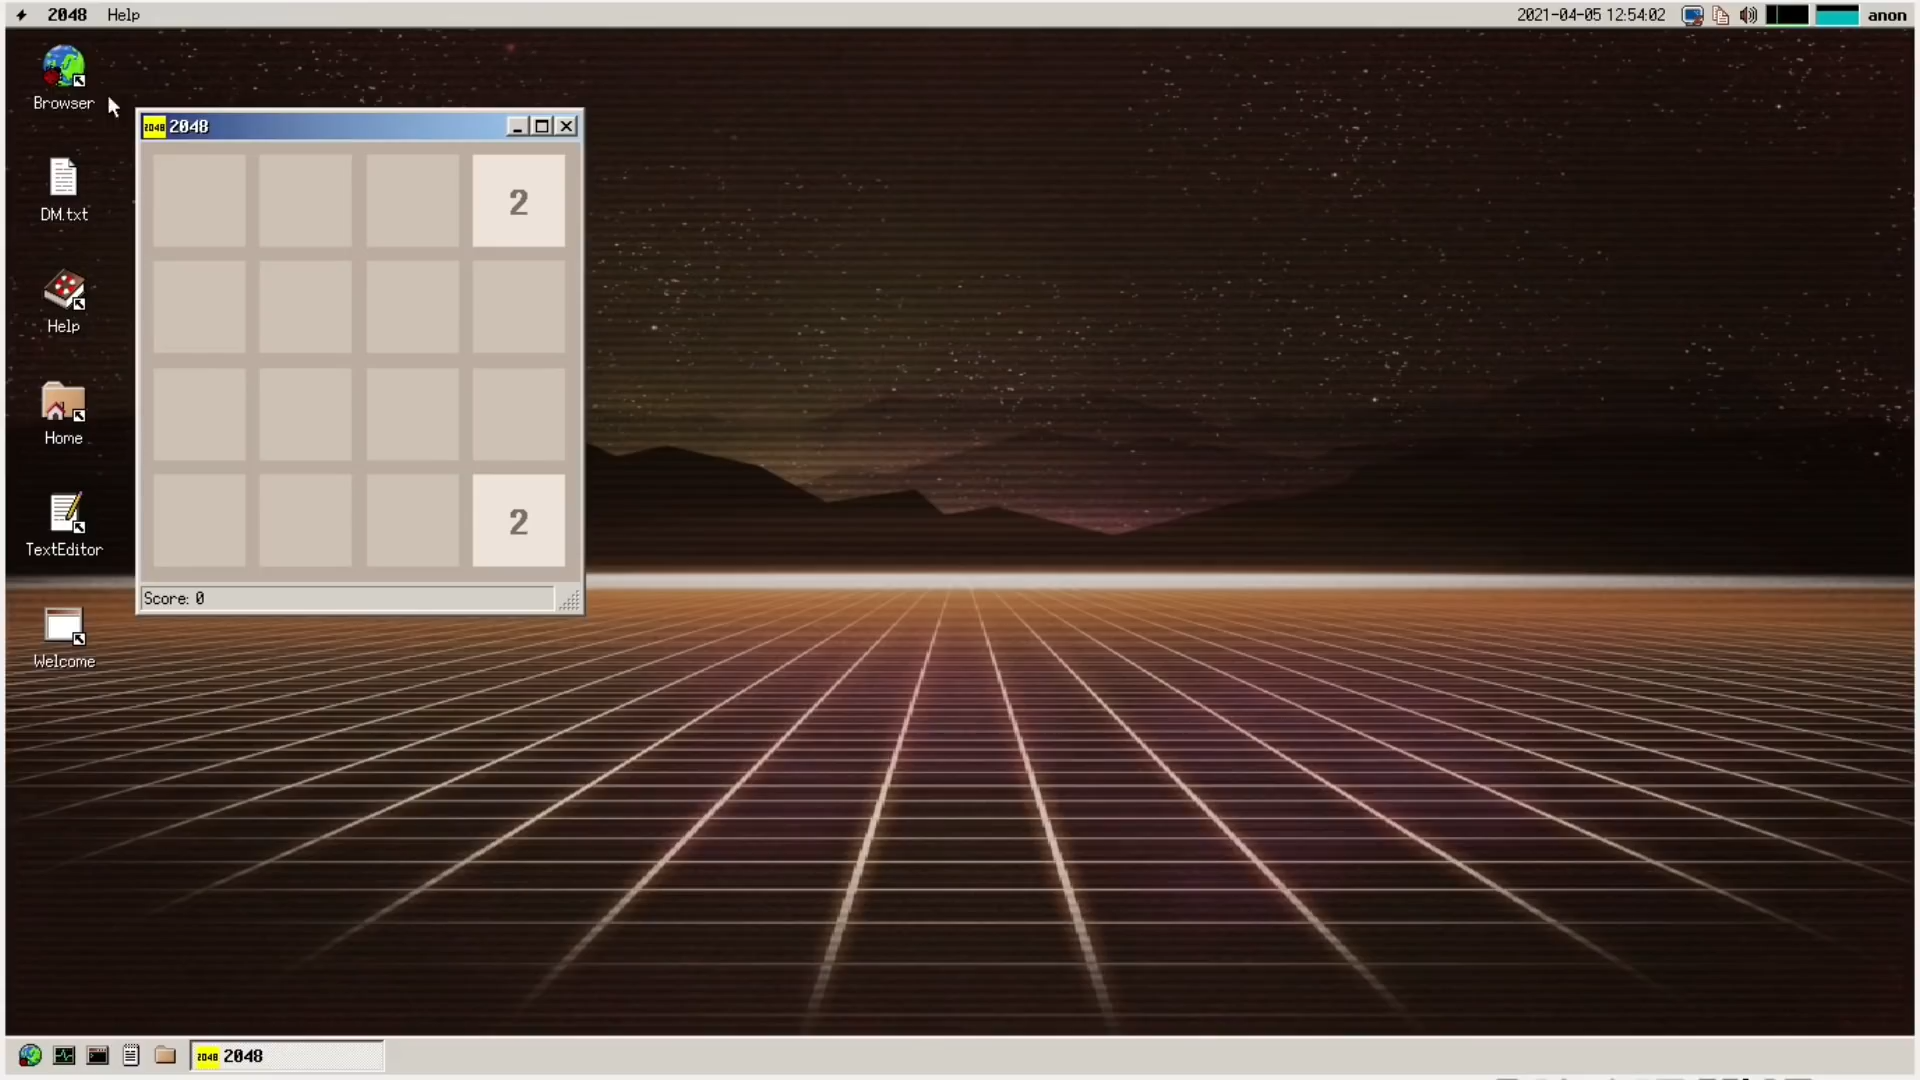 2048 Help 2021-04-05 12:54:02 anon
Browser
2048 2048
2
DM.txt
Help
Home
2
TextEditor
Score: 0
Welcome
2048 2048